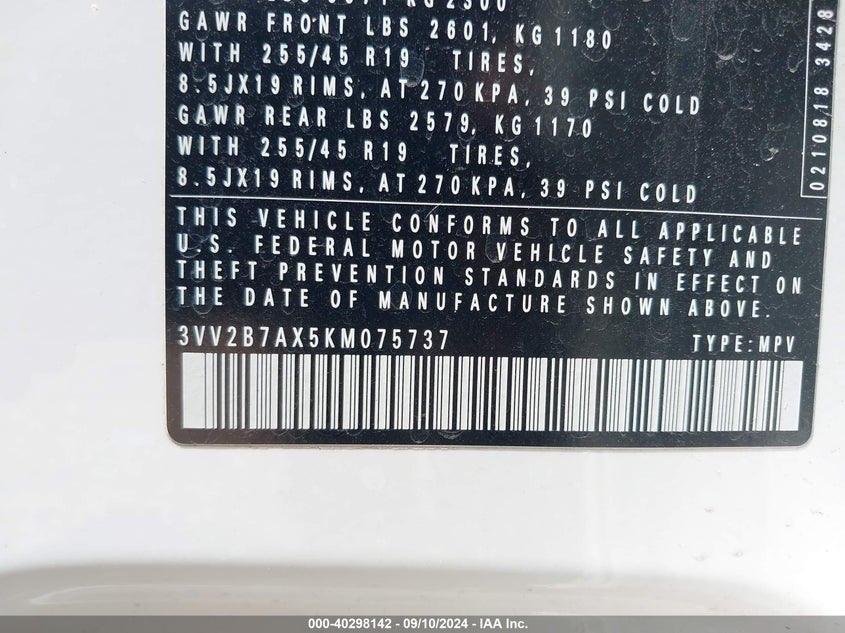 KG 2300
GAWR FRONT LBS 2601, KG 1180
WITH 255/45 R19 TIRES,
8.5JX19 RIMS, AT 270 KPA, 39 PSI COLD
GAWR REAR LBS 2579, KG 1170
WITH 255/45 R19 TIRES,
8.5JX19 RIMS, AT 270 KPA, 39 PSI COLD
THIS VEHICLE CONFORMS TO ALL APPLICABLE
U.S. FEDERAL MOTOR VEHICLE SAFETY AND
THEFT PREVENTION STANDARDS IN EFFECT ON
THE DATE OF MANUFACTURE SHOWN ABOVE.
3VV2B7AX5KM075737 TYPE: MPV
0210818 3428
000-40298142 - 09/10/2024 - IAA Inc.